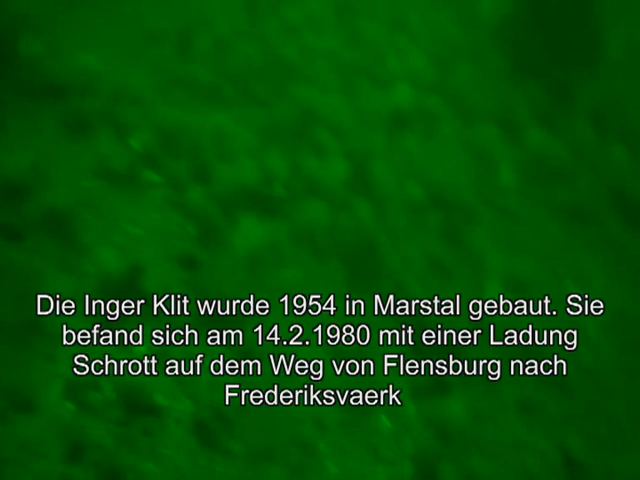 Die Inger Klit wurde 1954 in Marstal gebaut. Sie
befand sich am 14.2.1980 mit einer Ladung
Schrott auf dem Weg von Flensburg nach
Frederiksvaerk